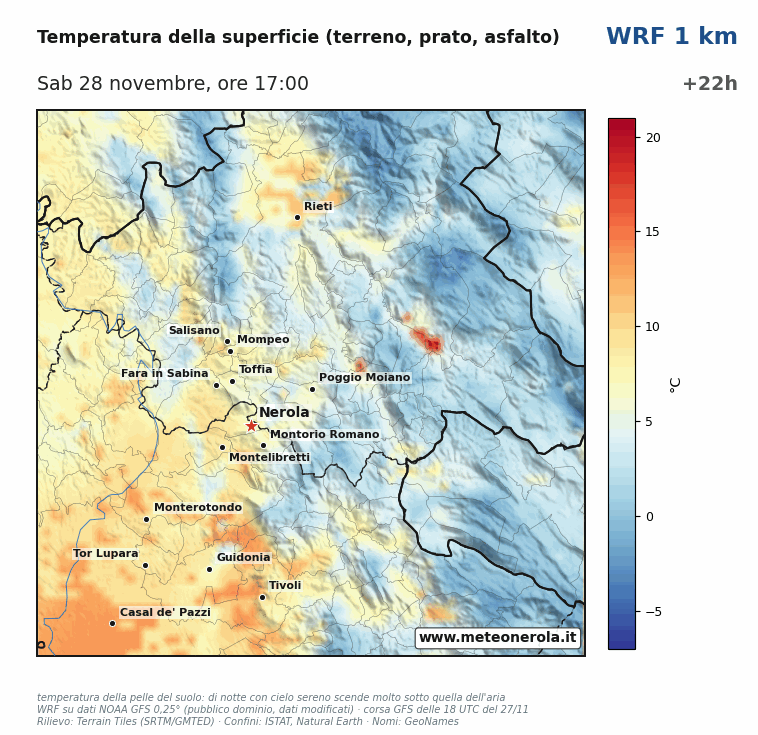 Temperatura della superficie (terreno, prato, asfalto)
WRF 1 km
Sab 28 novembre, ore 17:00
+22h
Rieti
Salisano
Mompeo
Fara in Sabina
Toffia
Poggio Moiano
Nerola
Montorio Romano
Montelibretti
Monterotondo
Tor Lupara
Guidonia
Tivoli
Casal de' Pazzi
www.meteonerola.it
20
15
10
5
0
−5
°C
temperatura della pelle del suolo: di notte con cielo sereno scende molto sotto quella dell'aria
WRF su dati NOAA GFS 0,25° (pubblico dominio, dati modificati) · corsa GFS delle 18 UTC del 27/11
Rilievo: Terrain Tiles (SRTM/GMTED) · Confini: ISTAT, Natural Earth · Nomi: GeoNames